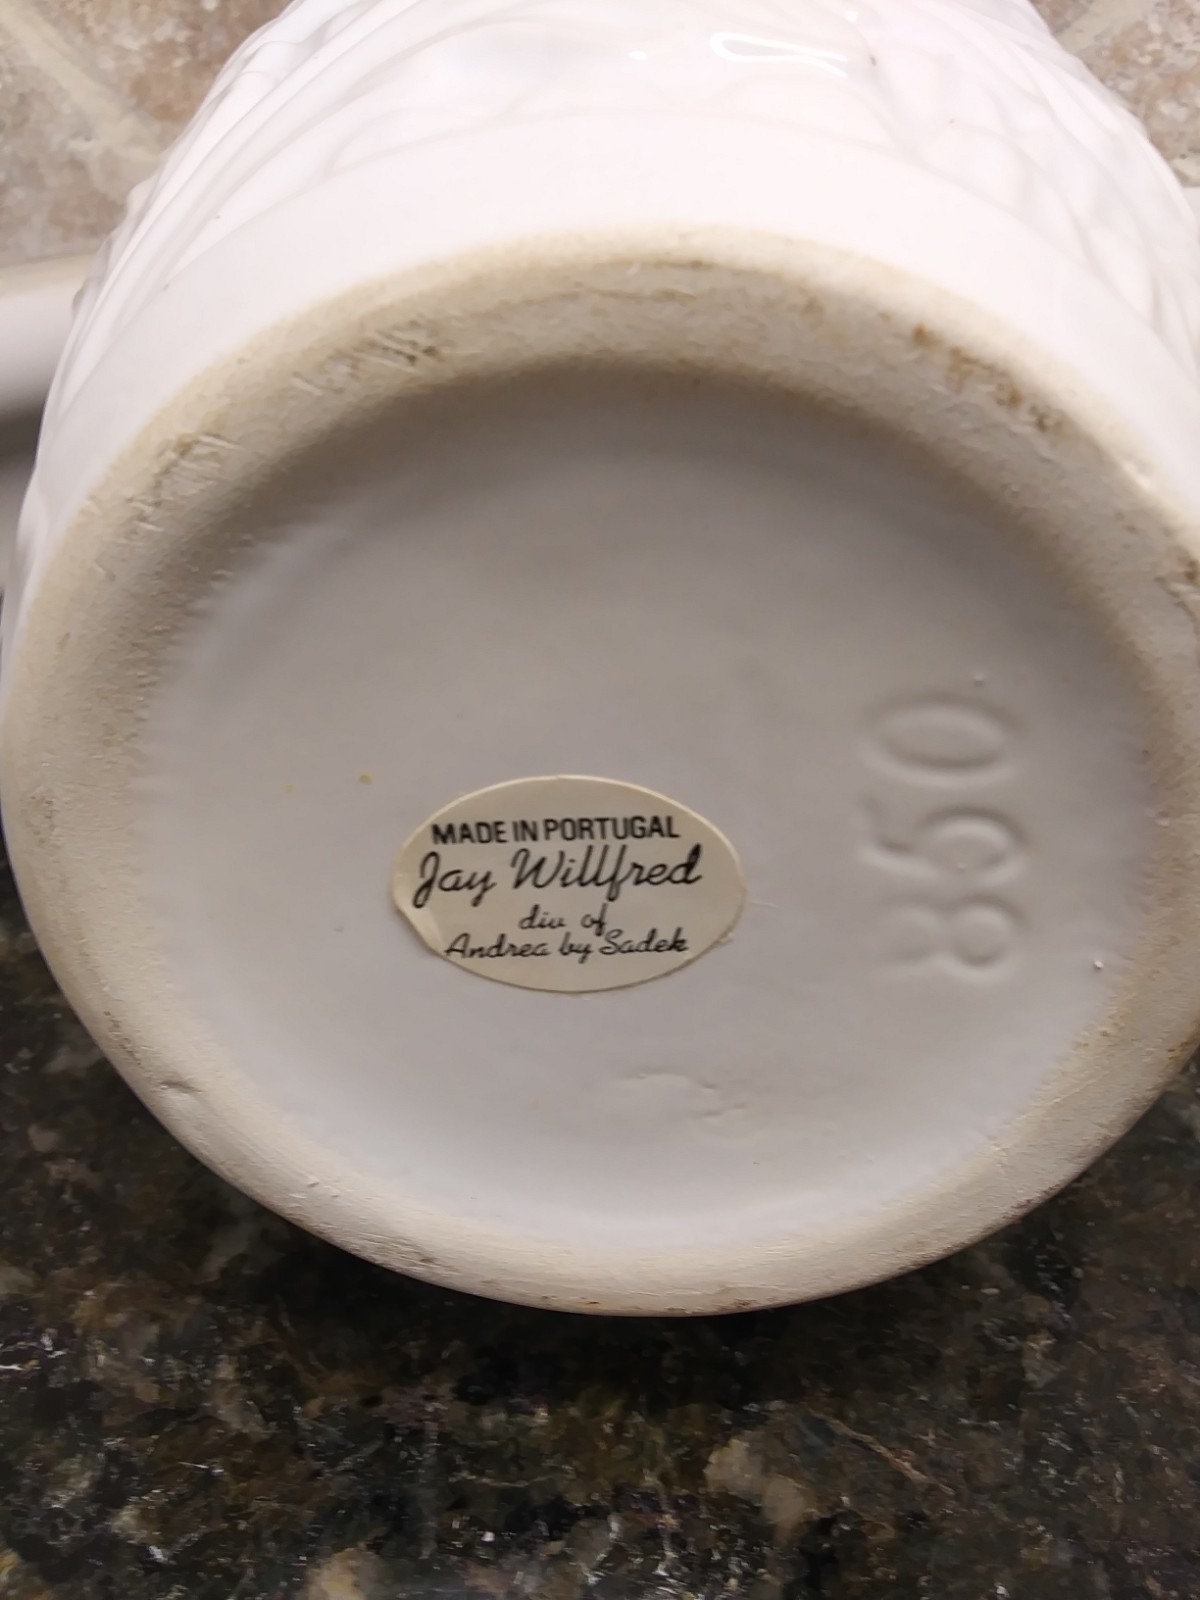 MADE IN PORTUGAL
Jay Willfred
div of
Andrea by Sadek
850